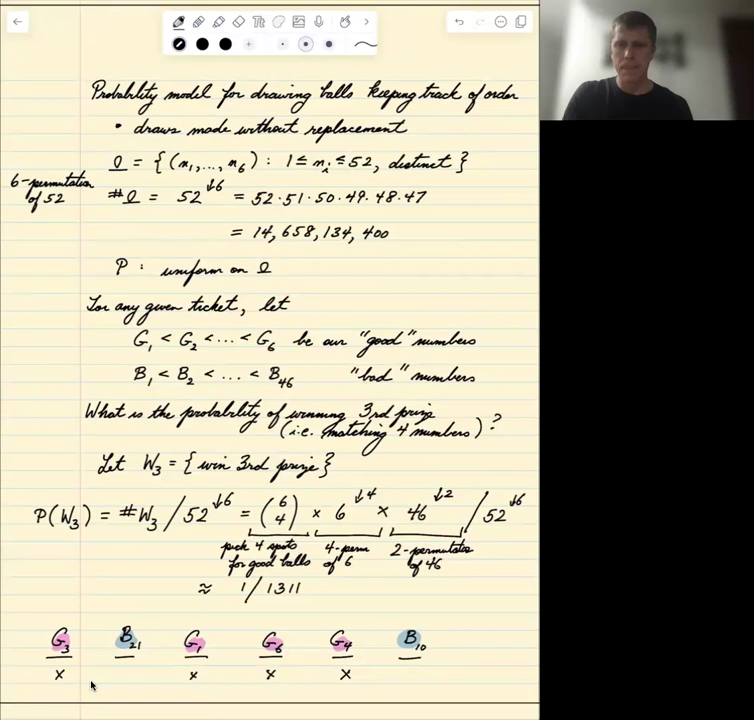 Probability model for drawing balls keeping track of order
• draws made without replacement
Ω = { (n₁,..., n₆) : 1 ≤ nᵢ ≤ 52, distinct }
6-permutation of 52
#Ω = 52^↓6 = 52·51·50·49·48·47
= 14,658,134,400
P : uniform on Ω
For any given ticket, let
G₁ < G₂ < ... < G₆ be our "good" numbers
B₁ < B₂ < ... < B₄₆ "bad" numbers
What is the probability of winning 3rd prize
(i.e. matching 4 numbers) ?
Let W₃ = { win 3rd prize }
P(W₃) = #W₃ / 52^↓6 = (6 4) × 6^↓4 × 46^↓2 / 52^↓6
pick 4 spots for good balls
4-perm of 6
2-permutation of 46
≈ 1/1311
G₃ B₂₁ G₁ G₆ G₄ B₁₀
x x x x